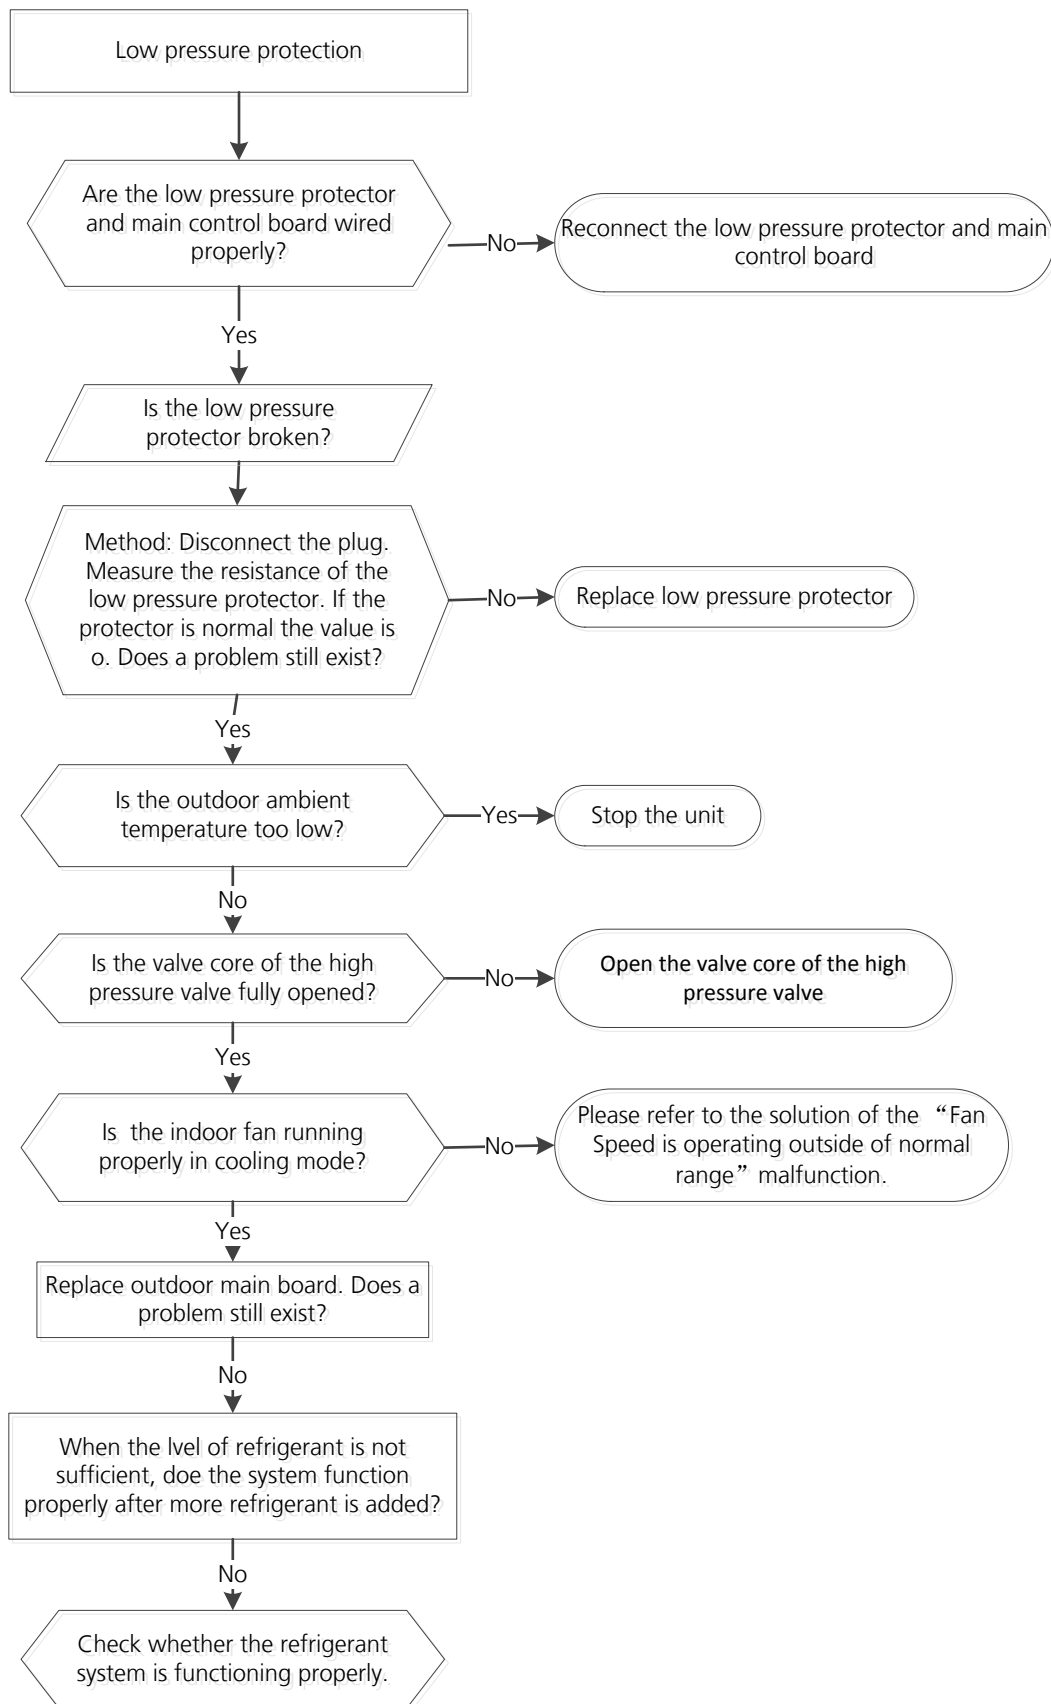 Low pressure protection
Are the low pressure protector
and main control board wired
properly?
No
Reconnect the low pressure protector and main
control board
Yes
Is the low pressure
protector broken?
Method: Disconnect the plug.
Measure the resistance of the
low pressure protector. If the
protector is normal the value is
o. Does a problem still exist?
No
Replace low pressure protector
Yes
Is the outdoor ambient
temperature too low?
Yes
Stop the unit
No
Is the valve core of the high
pressure valve fully opened?
No
Open the valve core of the high
pressure valve
Yes
Is  the indoor fan running
properly in cooling mode?
No
Please refer to the solution of the “Fan
Speed is operating outside of normal
range” malfunction.
Yes
Replace outdoor main board. Does a
problem still exist?
No
When the lvel of refrigerant is not
sufficient, doe the system function
properly after more refrigerant is added?
No
Check whether the refrigerant
system is functioning properly.